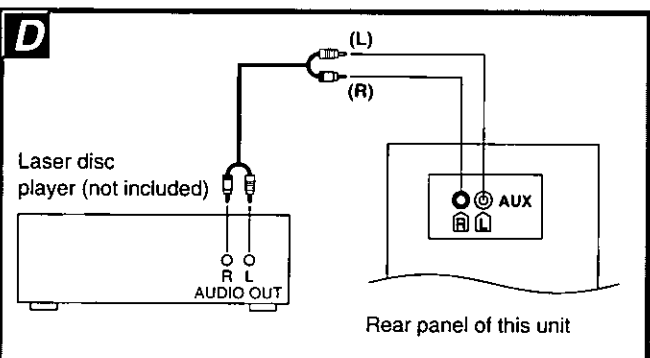 D
(L)
(R)
Laser disc
player (not included)
R L AUX
R L
AUDIO OUT
Rear panel of this unit